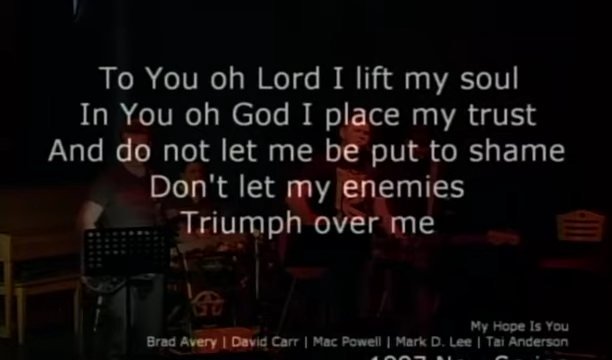 To You oh Lord I lift my soul
In You oh God I place my trust
And do not let me be put to shame
Don't let my enemies
Triumph over me
My Hope Is You
Brad Avery | David Carr | Mac Powell | Mark D. Lee | Tai Anderson